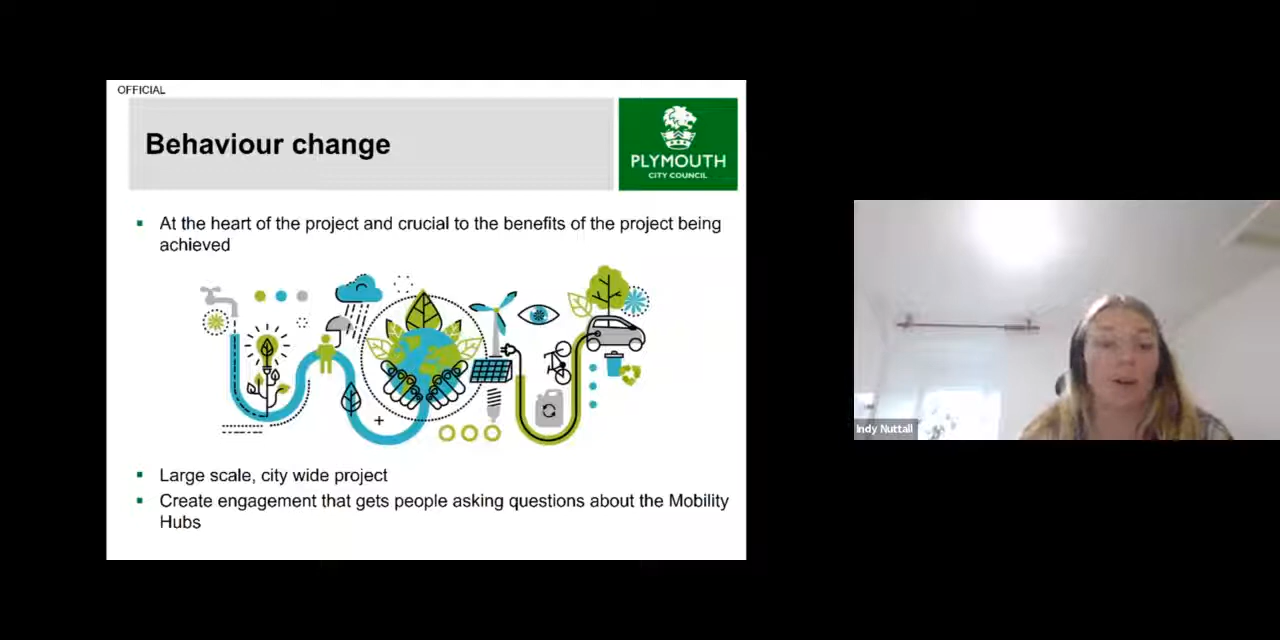 OFFICIAL
Behaviour change
PLYMOUTH
CITY COUNCIL
▪ At the heart of the project and crucial to the benefits of the project being
achieved
▪ Large scale, city wide project
▪ Create engagement that gets people asking questions about the Mobility
Hubs
Indy Nuttall